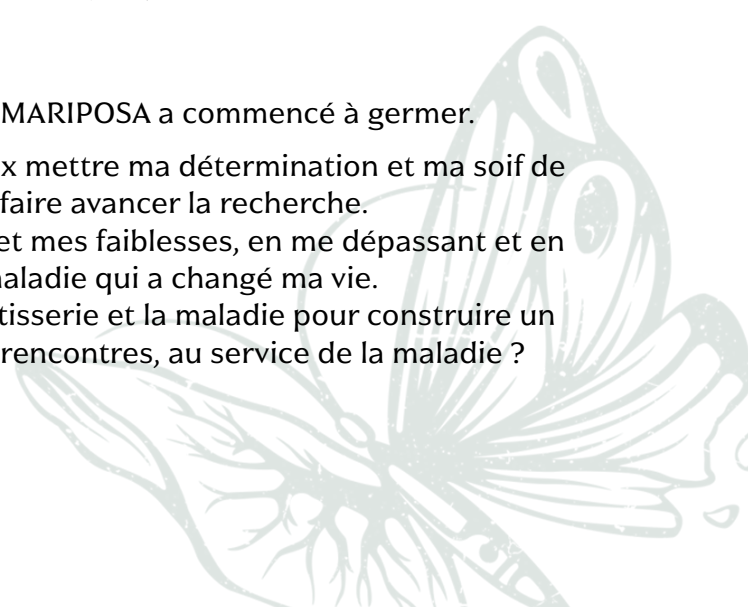 MARIPOSA a commencé à germer.
x mettre ma détermination et ma soif de
faire avancer la recherche.
et mes faiblesses, en me dépassant et en
maladie qui a changé ma vie.
tisserie et la maladie pour construire un
rencontres, au service de la maladie ?